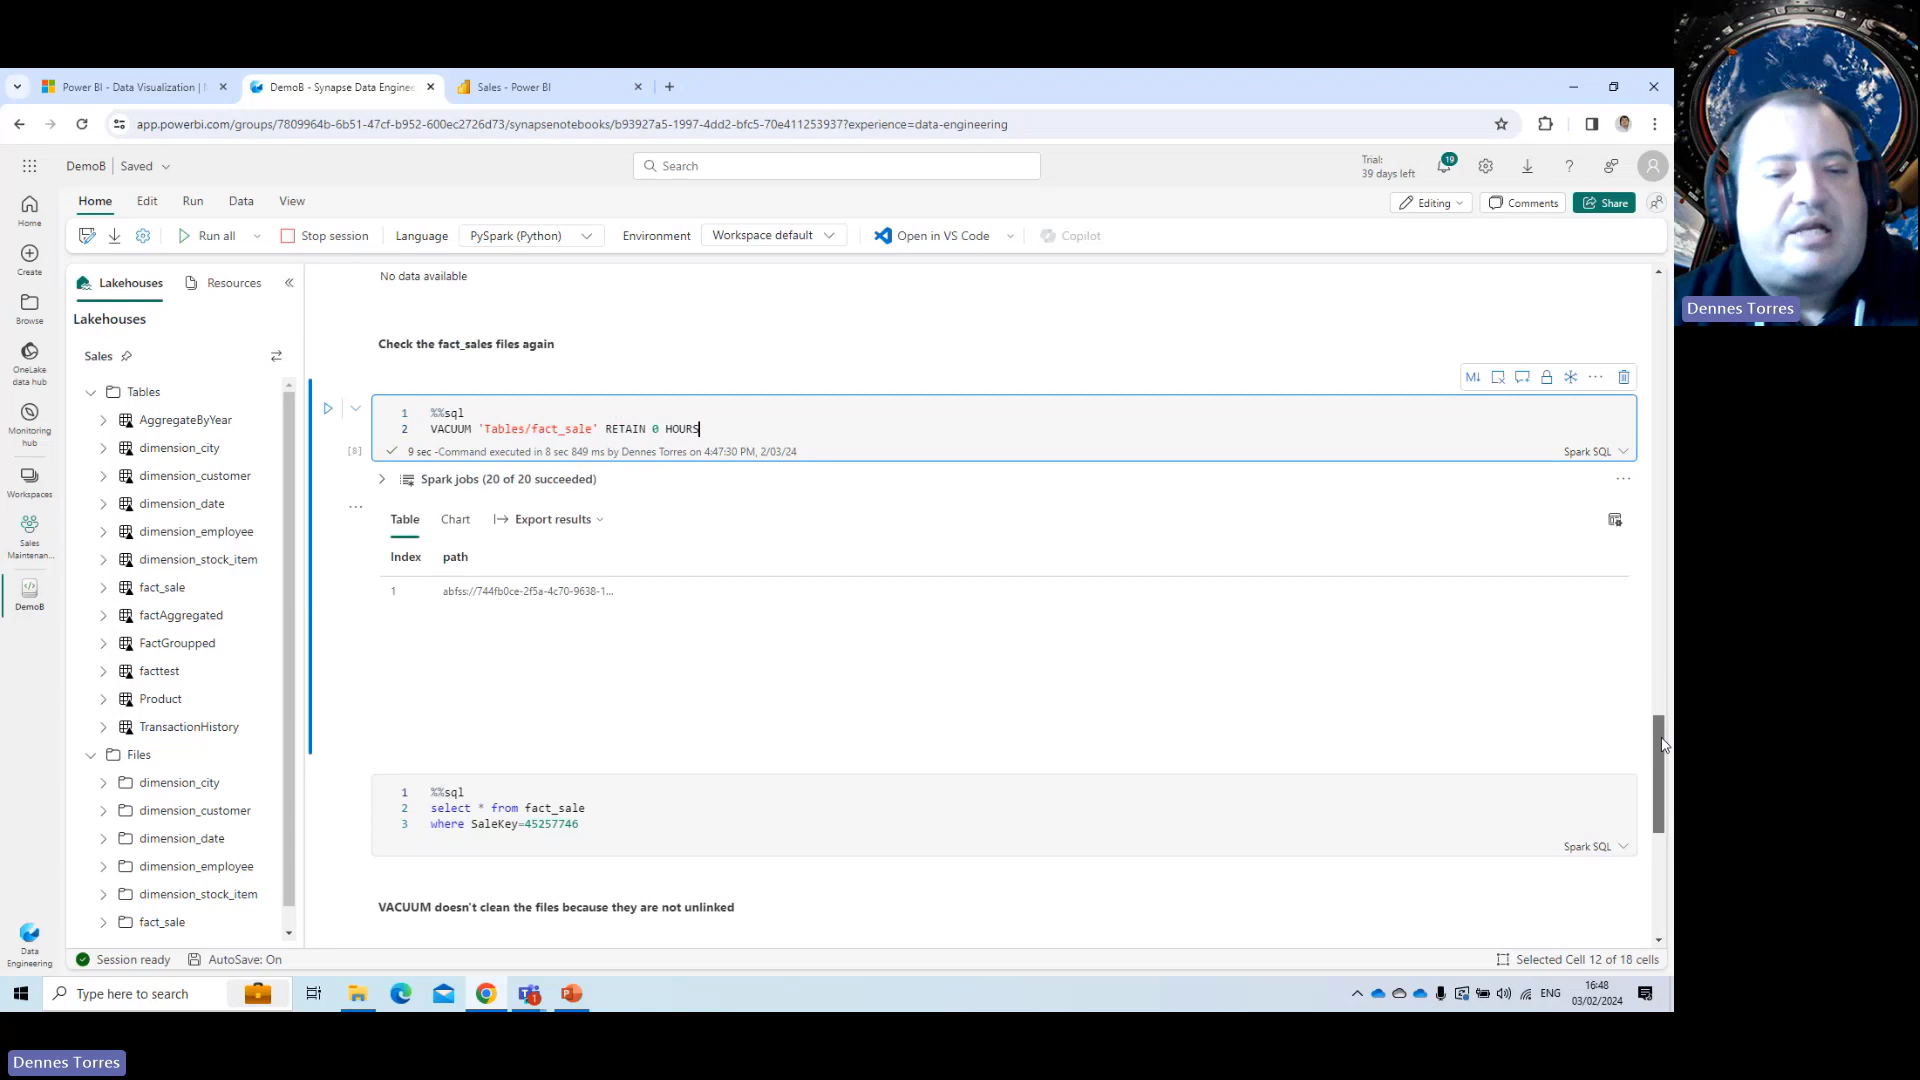 Power BI - Data Visualization |
DemoB - Synapse Data Enginee
Sales - Power BI
app.powerbi.com/groups/7809964b-6b51-47cf-b952-600ec2726d73/synapsenotebooks/b93927a5-1997-4dd2-bfc5-70e411253937?experience=data-engineering
DemoB | Saved
Search
Trial:
39 days left
19
Home
Edit
Run
Data
View
Editing
Comments
Share
Run all
Stop session
Language
PySpark (Python)
Environment
Workspace default
Open in VS Code
Copilot
Home
Create
Browse
OneLake
data hub
Monitoring
hub
Workspaces
Sales
Maintenan...
DemoB
Data
Engineering
Lakehouses
Resources
Lakehouses
Sales
Tables
AggregateByYear
dimension_city
dimension_customer
dimension_date
dimension_employee
dimension_stock_item
fact_sale
factAggregated
FactGroupped
facttest
Product
TransactionHistory
Files
dimension_city
dimension_customer
dimension_date
dimension_employee
dimension_stock_item
fact_sale
No data available
Check the fact_sales files again
M↓
1 %%sql
2 VACUUM 'Tables/fact_sale' RETAIN 0 HOURS
[8]
9 sec -Command executed in 8 sec 849 ms by Dennes Torres on 4:47:30 PM, 2/03/24
Spark SQL
Spark jobs (20 of 20 succeeded)
...
Table
Chart
Export results
Index path
1 abfss://744fb0ce-2f5a-4c70-9638-1...
1 %%sql
2 select * from fact_sale
3 where SaleKey=45257746
Spark SQL
VACUUM doesn't clean the files because they are not unlinked
Session ready
AutoSave: On
Selected Cell 12 of 18 cells
Type here to search
ENG
16:48
03/02/2024
Dennes Torres
Dennes Torres